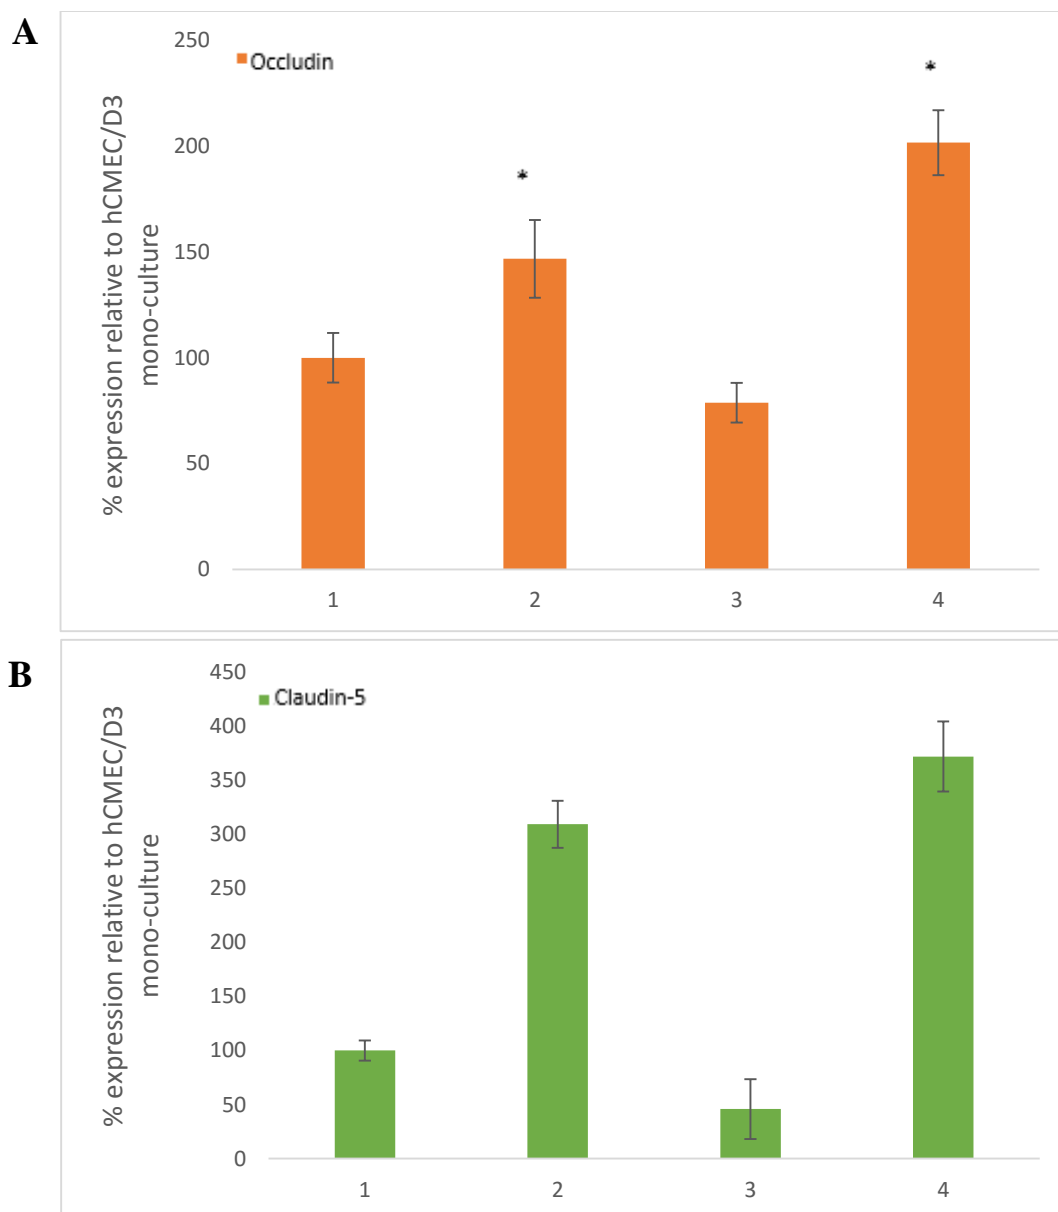 A
250
Occludin
*
200
*
150
100
50
0
1 2 3 4
% expression relative to hCMEC/D3
mono-culture
B
450
Claudin-5
400
350
300
250
200
150
100
50
0
1 2 3 4
% expression relative to hCMEC/D3
mono-culture